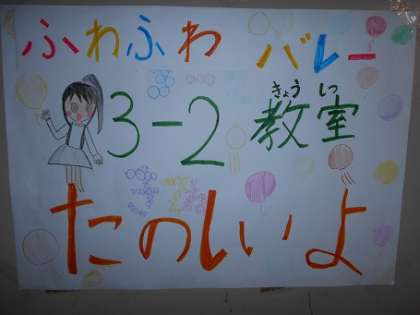 ふわふわ バレー
3-2 教室
きょうしつ
たのしいよ